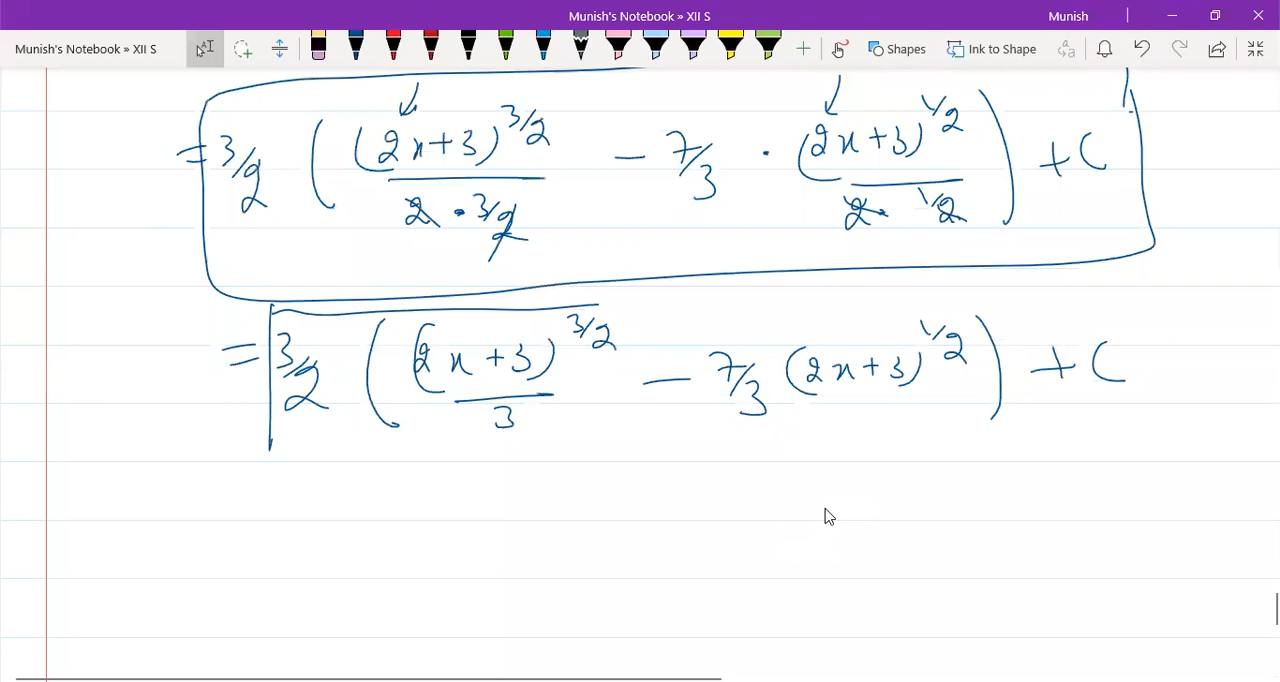 Munish's Notebook » XII S
Munish
Munish's Notebook » XII S
Shapes
Ink to Shape
= 3/2 ( (2x+3)^3/2 / 2·3/2 − 7/3 · (2x+3)^1/2 / 2·1/2 ) + C
= 3/2 ( (2x+3)^3/2 / 3 − 7/3 (2x+3)^1/2 ) + C